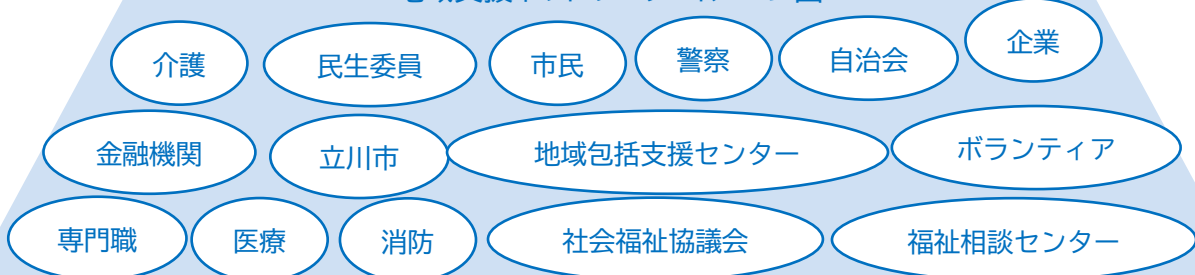 介護 民生委員 市民 警察 自治会 企業
金融機関 立川市 地域包括支援センター ボランティア
専門職 医療 消防 社会福祉協議会 福祉相談センター